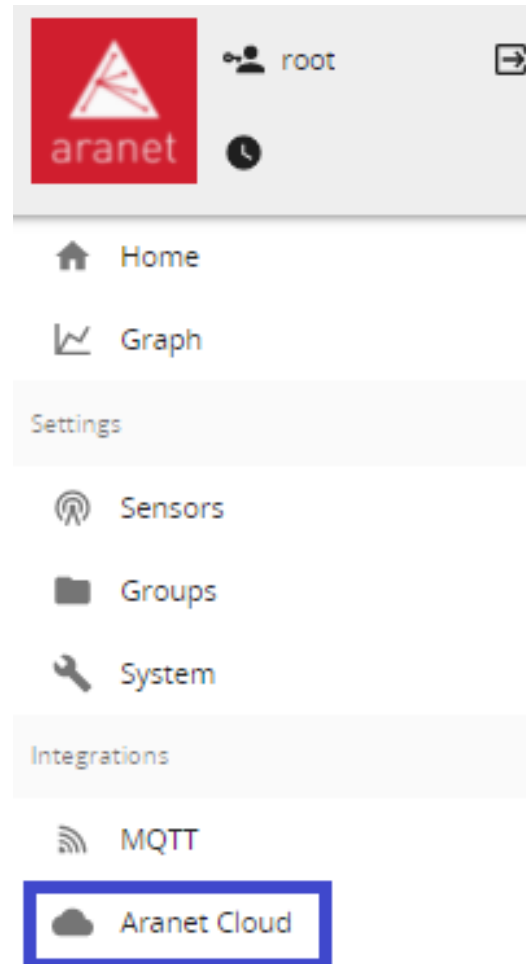 root
aranet
Home
Graph
Settings
Sensors
Groups
System
Integrations
MQTT
Aranet Cloud